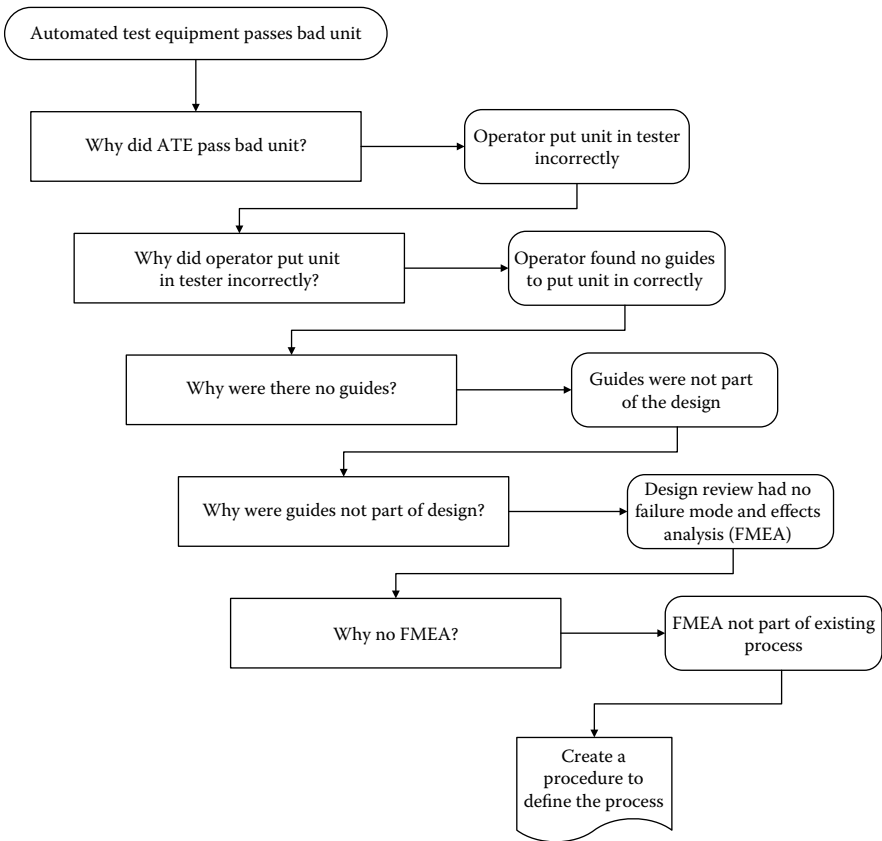 Automated test equipment passes bad unit
Why did ATE pass bad unit?
Operator put unit in tester
incorrectly
Why did operator put unit
in tester incorrectly?
Operator found no guides
to put unit in correctly
Why were there no guides?
Guides were not part
of the design
Why were guides not part of design?
Design review had no
failure mode and effects
analysis (FMEA)
Why no FMEA?
FMEA not part of existing
process
Create a
procedure to
define the process